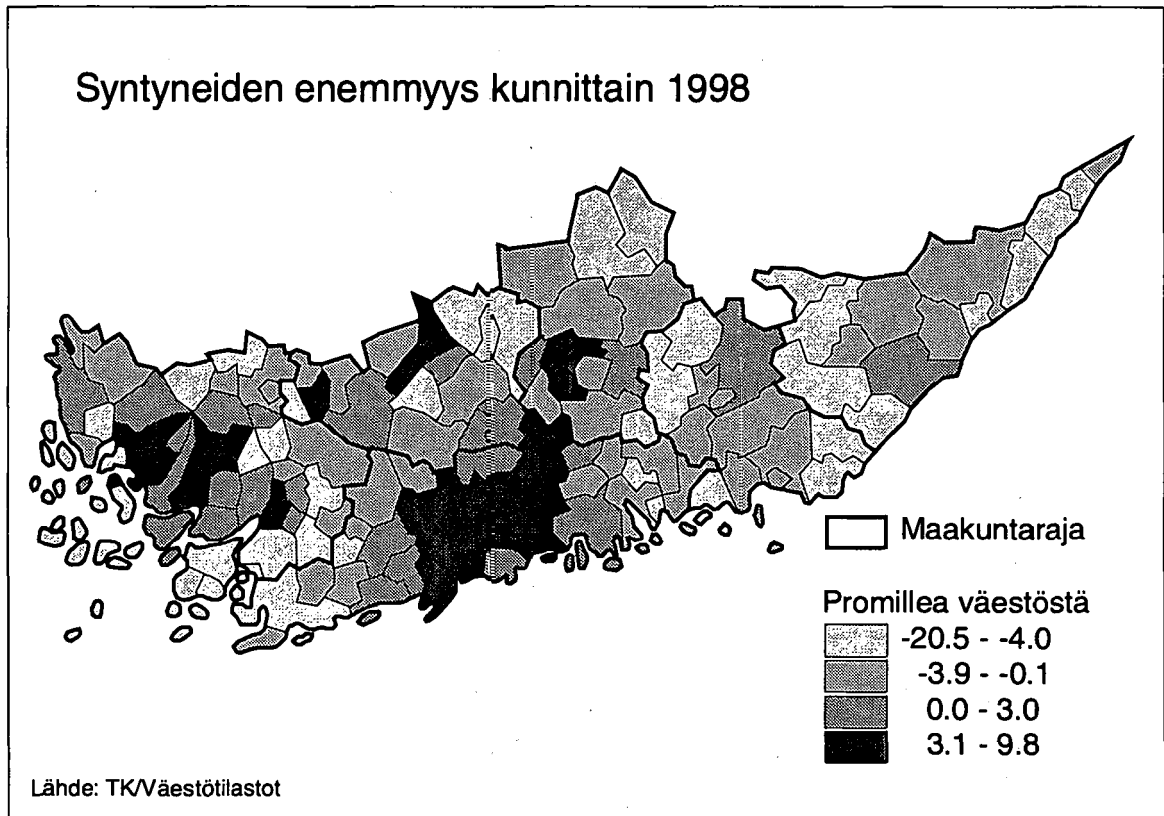 Syntyneiden enemmyys kunnittain 1998
Maakuntaraja
Promillea väestöstä
-20.5 - -4.0
-3.9 - -0.1
0.0 - 3.0
3.1 - 9.8
Lähde: TK/Väestötilastot